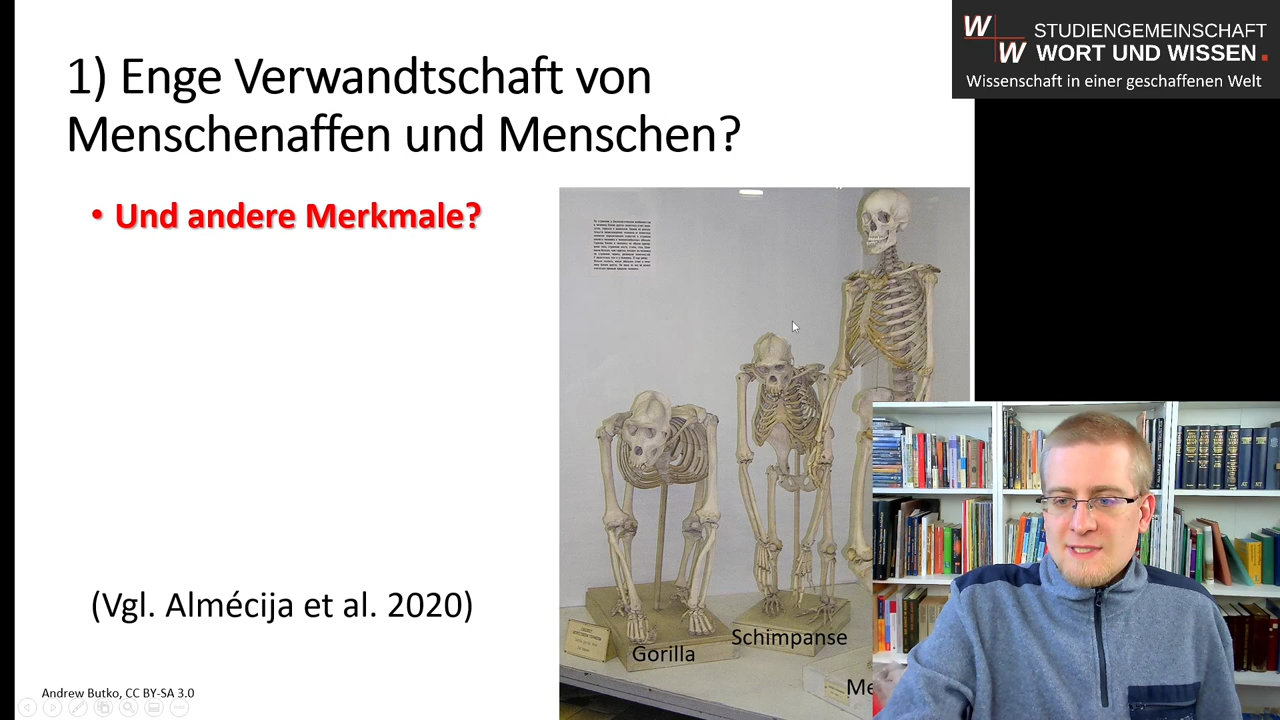 1) Enge Verwandtschaft von
Menschenaffen und Menschen?
• Und andere Merkmale?
(Vgl. Almécija et al. 2020)
Andrew Butko, CC BY-SA 3.0
W
W
STUDIENGEMEINSCHAFT
WORT UND WISSEN.
Wissenschaft in einer geschaffenen Welt
Gorilla
Schimpanse
Me